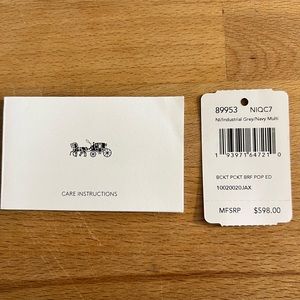 CARE INSTRUCTIONS
89953 NIQC7
NI/Industrial Grey/Navy Multi
1 93971 64721 0
BCKT PCKT BRF POP ED
10020020JAX
MFSRP $598.00